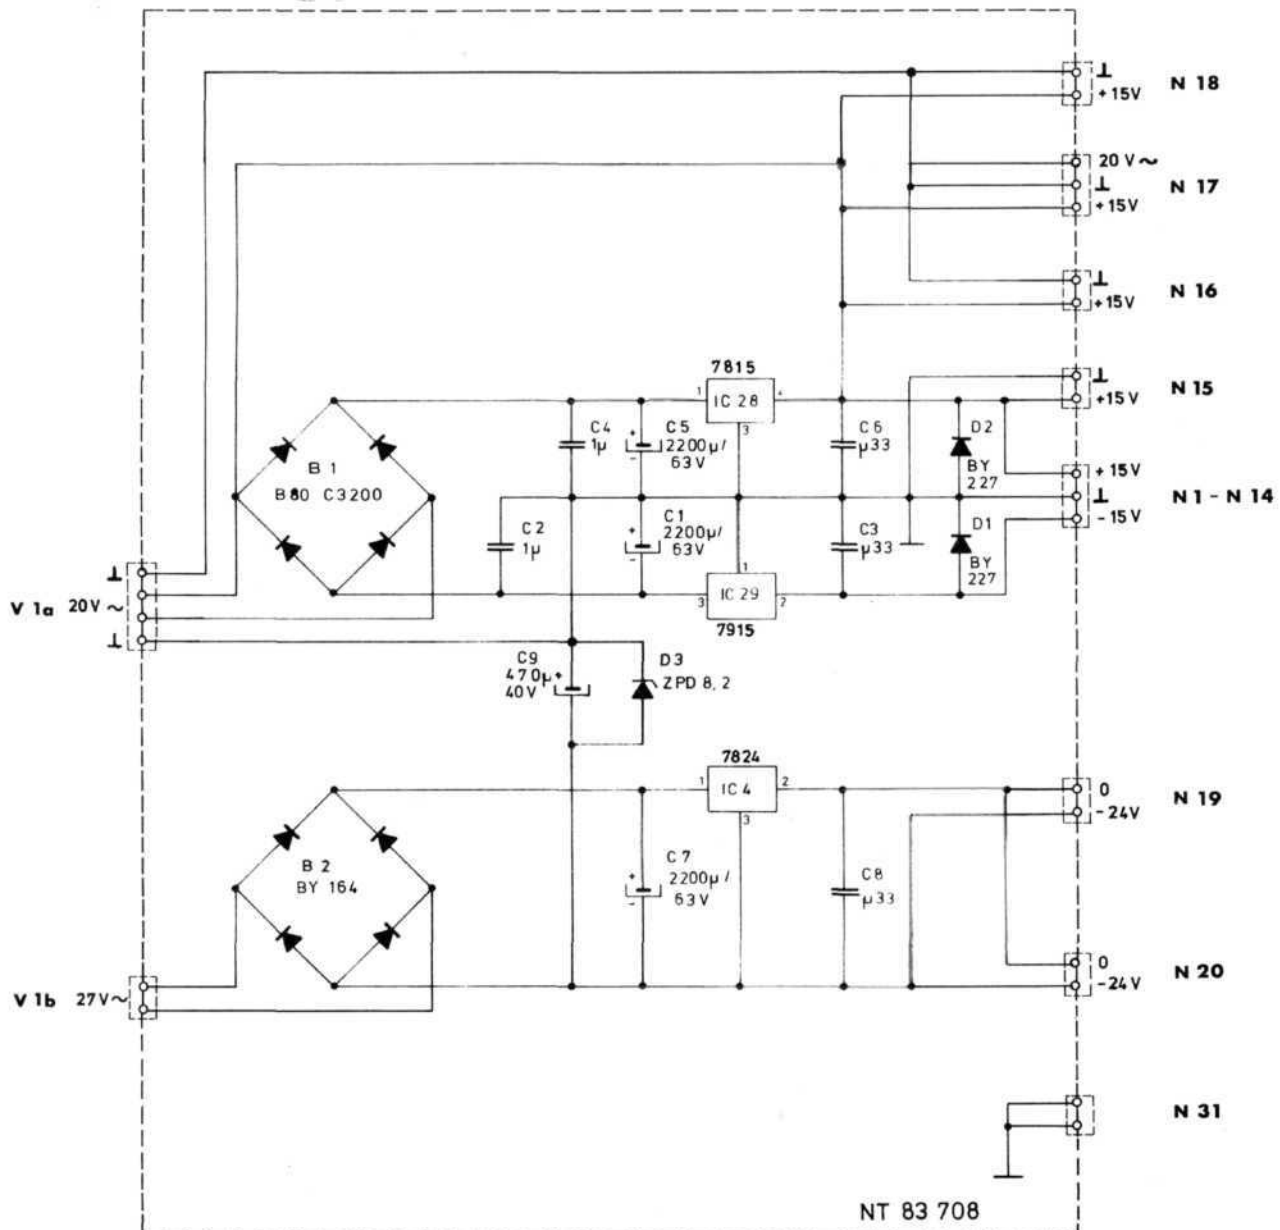 ⊥
+15V
N 18
20 V ~
⊥
+15V
N 17
⊥
+15V
N 16
⊥
+15V
N 15
+15V
⊥
-15V
N 1 - N 14
7815
1
IC 28
3
C4
1µ
C5
2200µ/
63V
+
-
C6
µ33
D2
BY
227
B 1
B80 C3200
C2
1µ
C1
2200µ/
63V
+
-
C3
µ33
D1
BY
227
1
3
IC 29
2
7915
V 1a
⊥
20V ~
⊥
C9
470µ
40V
+
D3
ZPD 8,2
7824
1
IC 4
2
3
B 2
BY 164
C 7
2200µ/
63V
+
-
C8
µ33
0
-24V
N 19
0
-24V
N 20
V 1b
27V~
N 31
NT 83 708